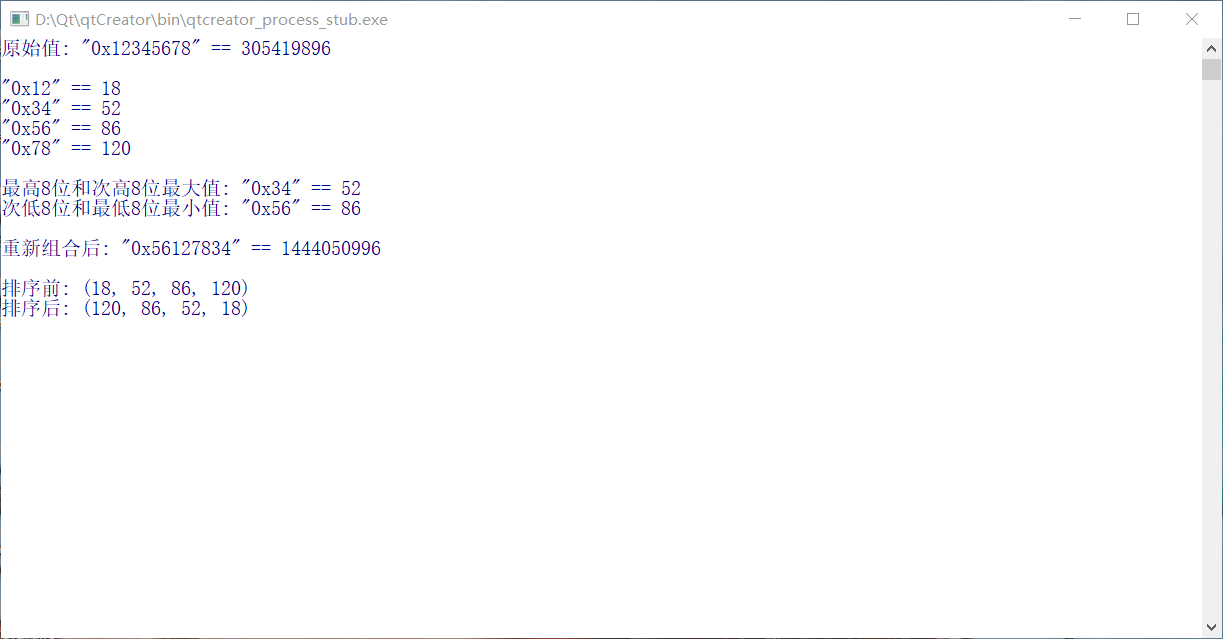 D:\Qt\qtCreator\bin\qtcreator_process_stub.exe
原始值: "0x12345678" == 305419896
"0x12" == 18
"0x34" == 52
"0x56" == 86
"0x78" == 120
最高8位和次高8位最大值: "0x34" == 52
次低8位和最低8位最小值: "0x56" == 86
重新组合后: "0x56127834" == 1444050996
排序前: (18, 52, 86, 120)
排序后: (120, 86, 52, 18)